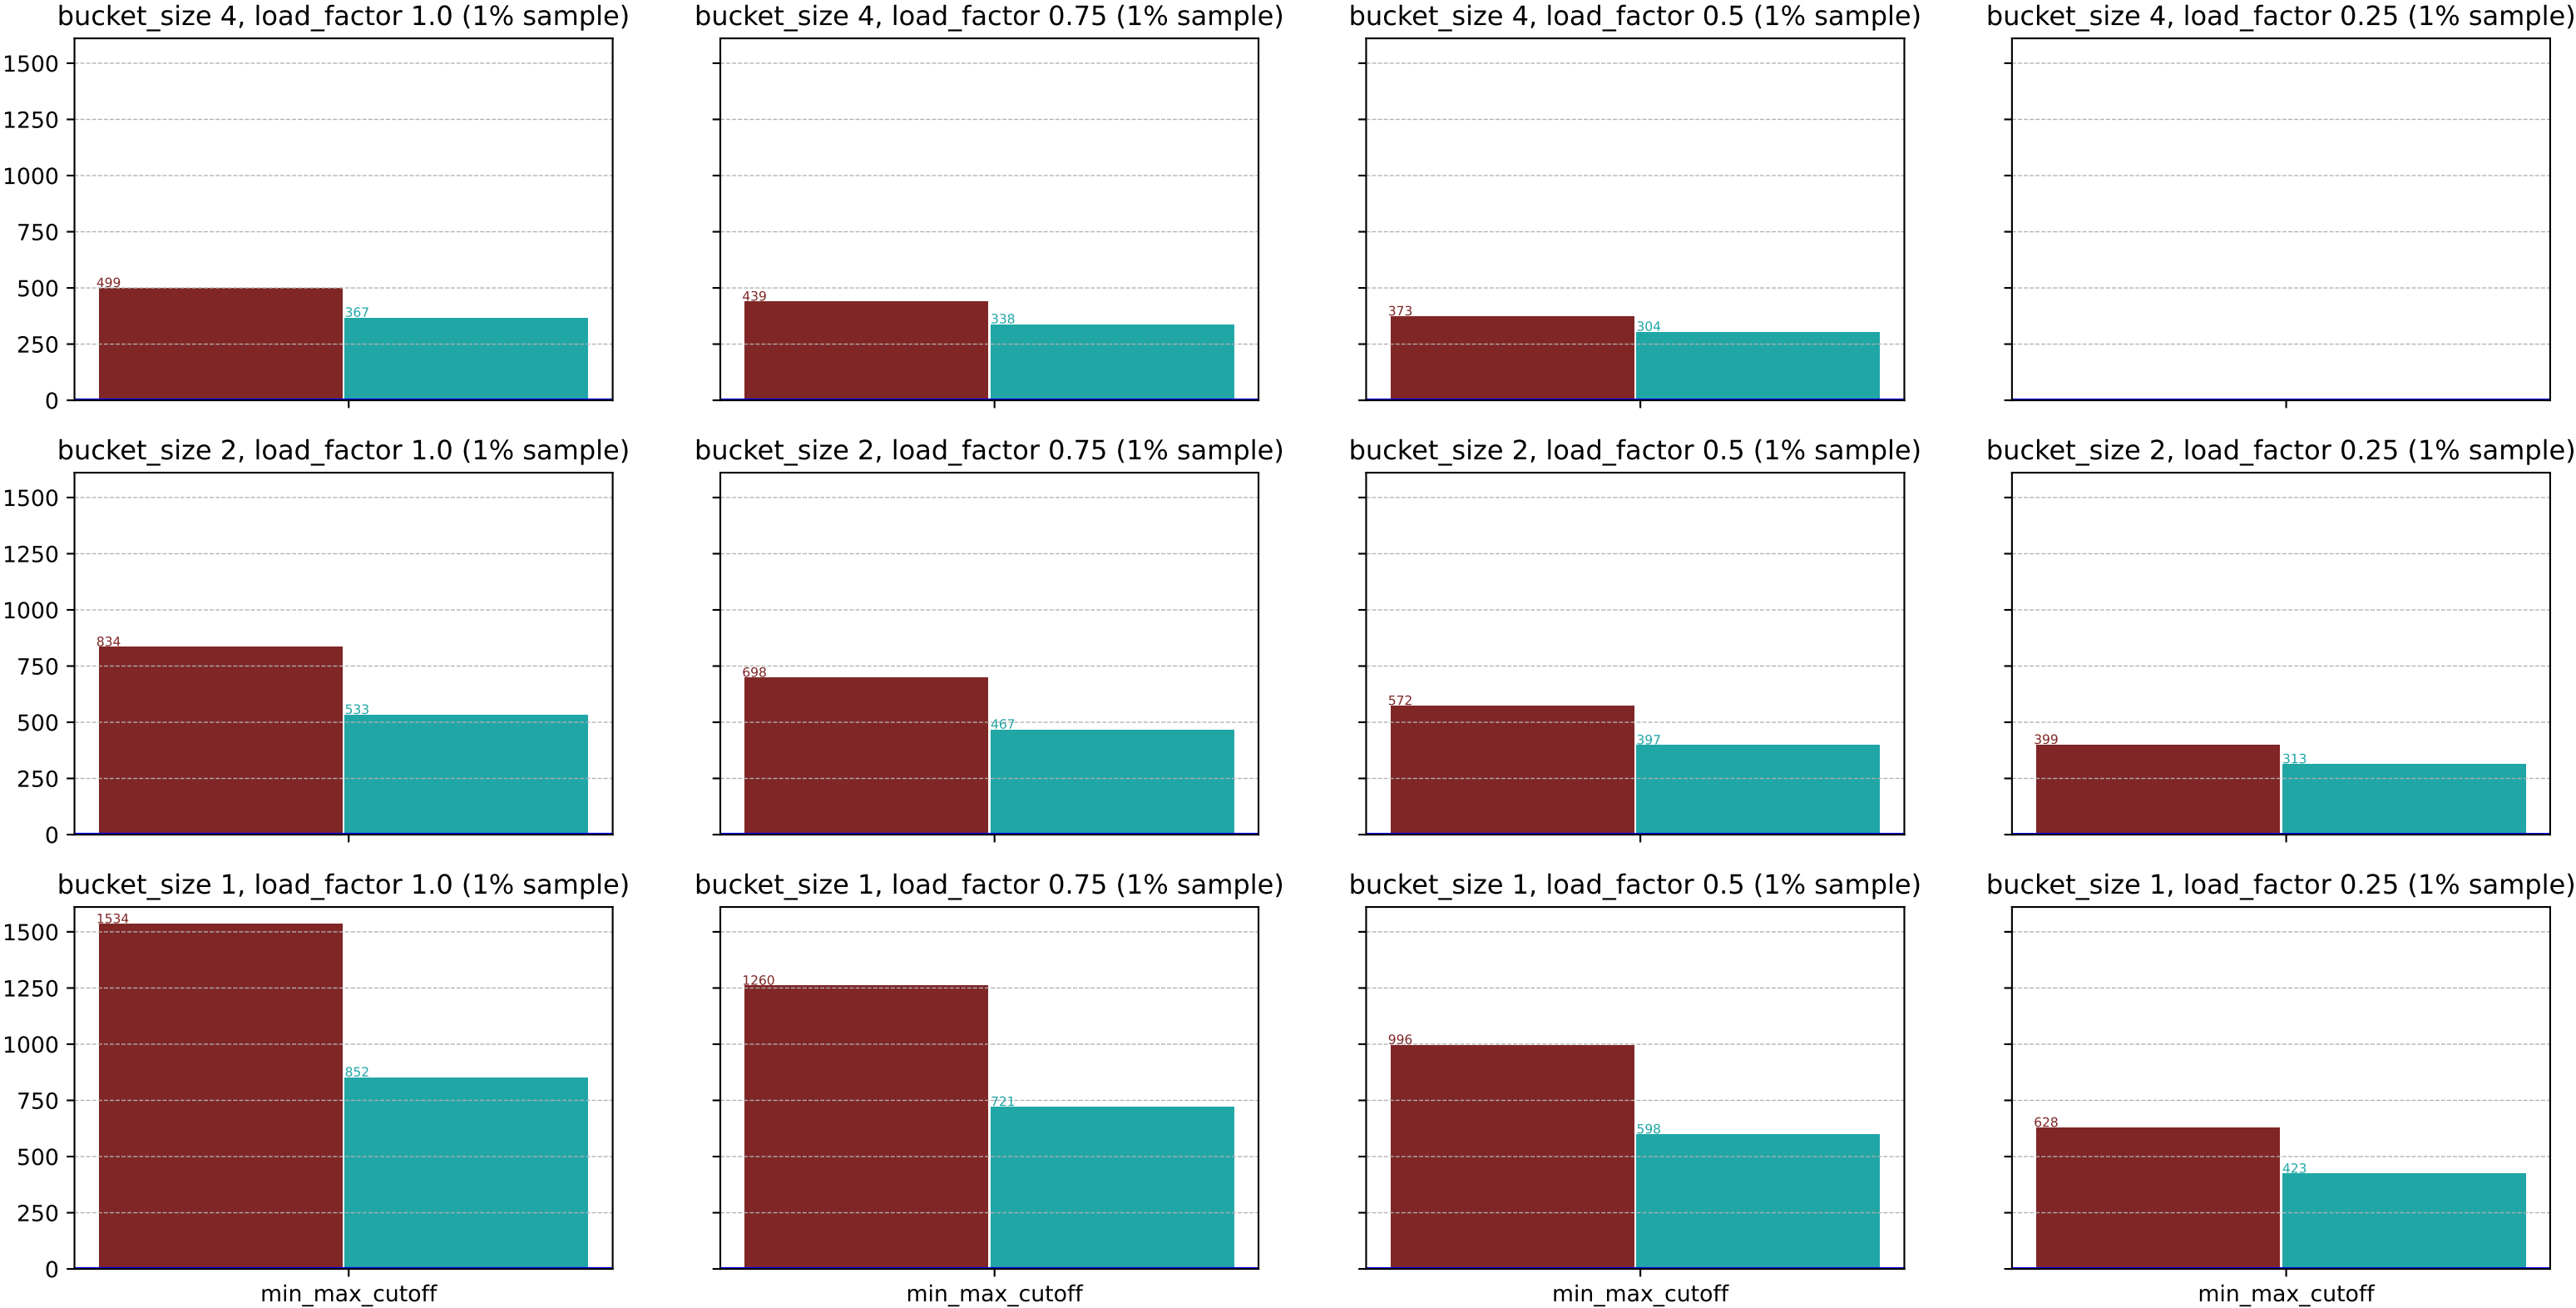 bucket_size 4, load_factor 1.0 (1% sample)
bucket_size 4, load_factor 0.75 (1% sample)
bucket_size 4, load_factor 0.5 (1% sample)
bucket_size 4, load_factor 0.25 (1% sample)
1500
1250
1000
750
500
250
0
499
367
439
338
373
304
bucket_size 2, load_factor 1.0 (1% sample)
bucket_size 2, load_factor 0.75 (1% sample)
bucket_size 2, load_factor 0.5 (1% sample)
bucket_size 2, load_factor 0.25 (1% sample)
1500
1250
1000
750
500
250
0
834
533
698
467
572
397
399
313
bucket_size 1, load_factor 1.0 (1% sample)
bucket_size 1, load_factor 0.75 (1% sample)
bucket_size 1, load_factor 0.5 (1% sample)
bucket_size 1, load_factor 0.25 (1% sample)
1500
1250
1000
750
500
250
0
1534
852
1260
721
996
598
628
423
min_max_cutoff
min_max_cutoff
min_max_cutoff
min_max_cutoff